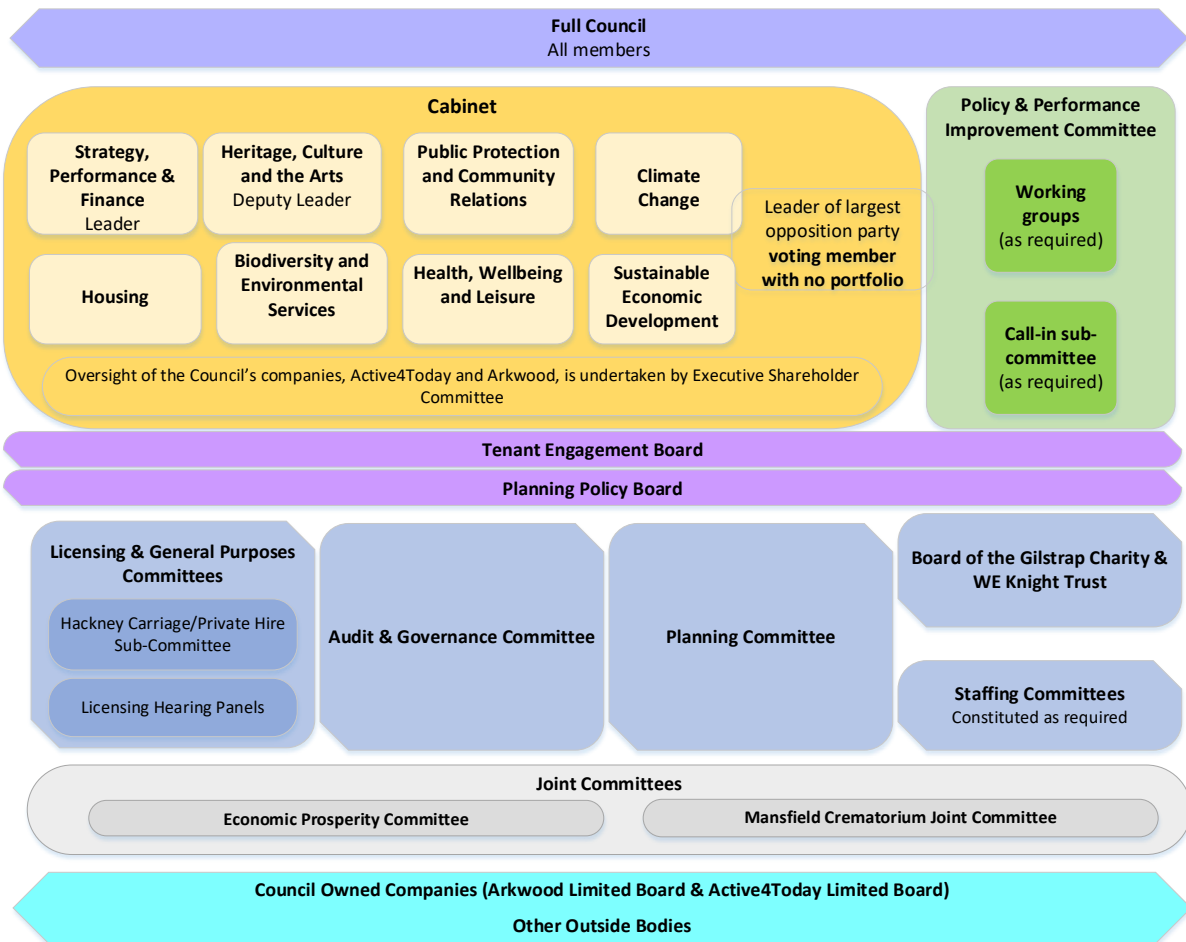 Full Council
All members
Cabinet
Strategy,
Performance &
Finance
Leader
Heritage, Culture
and the Arts
Deputy Leader
Public Protection
and Community
Relations
Climate
Change
Leader of largest
opposition party
voting member
with no portfolio
Housing
Biodiversity and
Environmental
Services
Health, Wellbeing
and Leisure
Sustainable
Economic
Development
Oversight of the Council’s companies, Active4Today and Arkwood, is undertaken by Executive Shareholder
Committee
Policy & Performance
Improvement Committee
Working
groups
(as required)
Call-in sub-
committee
(as required)
Tenant Engagement Board
Planning Policy Board
Licensing & General Purposes
Committees
Hackney Carriage/Private Hire
Sub-Committee
Licensing Hearing Panels
Audit & Governance Committee
Planning Committee
Board of the Gilstrap Charity &
WE Knight Trust
Staffing Committees
Constituted as required
Joint Committees
Economic Prosperity Committee
Mansfield Crematorium Joint Committee
Council Owned Companies (Arkwood Limited Board & Active4Today Limited Board)
Other Outside Bodies